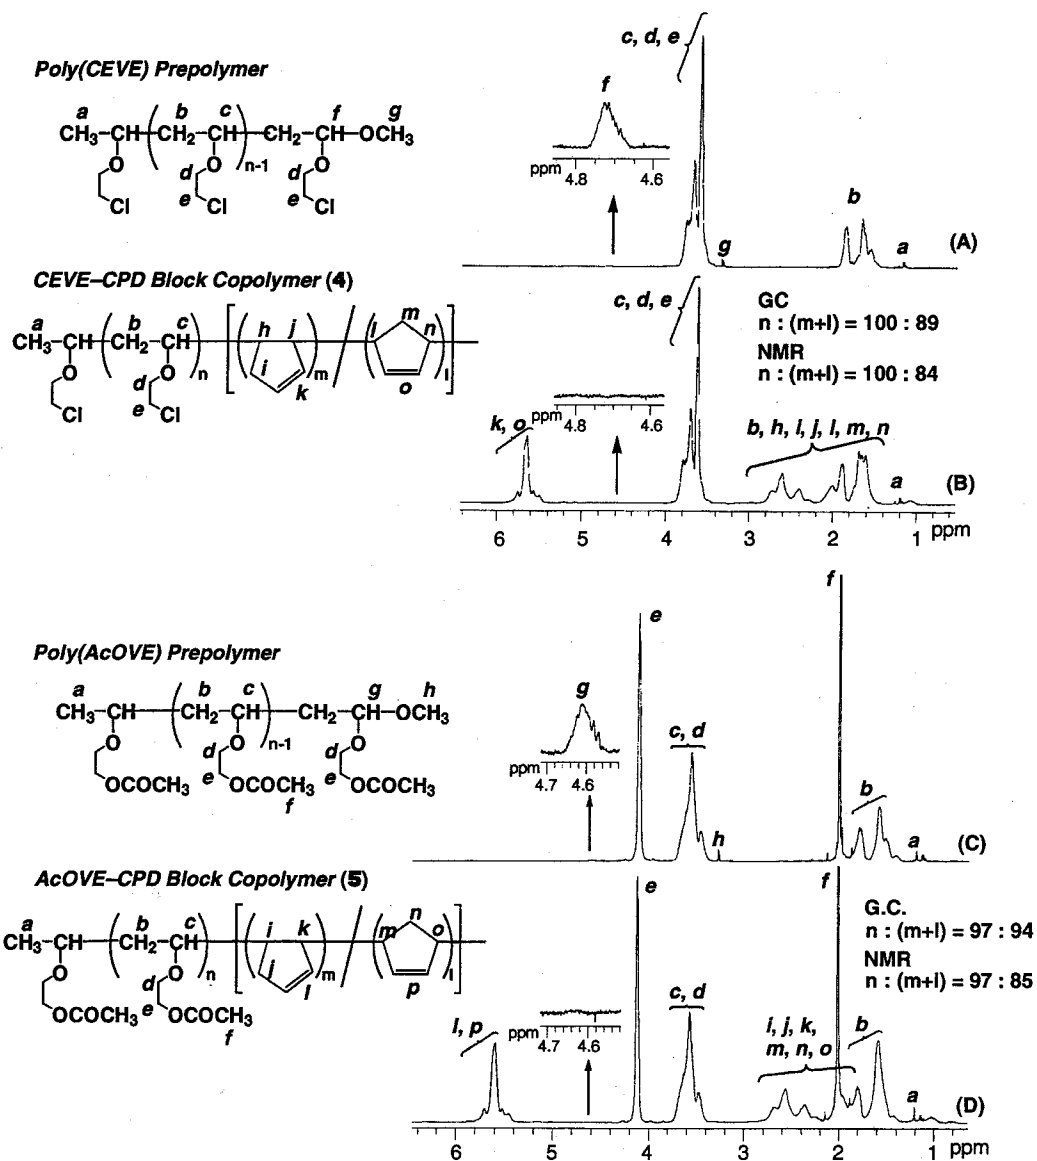 Poly(CEVE) Prepolymer
a b c f g
CH3–CH–(CH2–CH)n-1–CH2–CH–OCH3
O d O d O
e e
Cl Cl Cl
c, d, e
f
ppm 4.8 4.6
g b a (A)
CEVE–CPD Block Copolymer (4)
a b c h j l m n
CH3–CH–(CH2–CH)n–[( )m/( )l]
O d O i k o
e
Cl Cl
c, d, e
GC
n : (m+l) = 100 : 89
NMR
n : (m+l) = 100 : 84
k, o
ppm 4.8 4.6
b, h, i, j, l, m, n
a (B)
6 5 4 3 2 1 ppm
Poly(AcOVE) Prepolymer
a b c g h
CH3–CH–(CH2–CH)n-1–CH2–CH–OCH3
O d O d O
e e
OCOCH3 OCOCH3 OCOCH3
f
e f
g
ppm 4.7 4.6
c, d
h b a (C)
AcOVE–CPD Block Copolymer (5)
a b c i k m n o
CH3–CH–(CH2–CH)n–[( )m/( )l]
O d O j l p
e
OCOCH3 OCOCH3
f
e f
G.C.
n : (m+l) = 97 : 94
NMR
n : (m+l) = 97 : 85
l, p
ppm 4.7 4.6
c, d
i, j, k,
m, n, o
b
a (D)
6 5 4 3 2 1 ppm